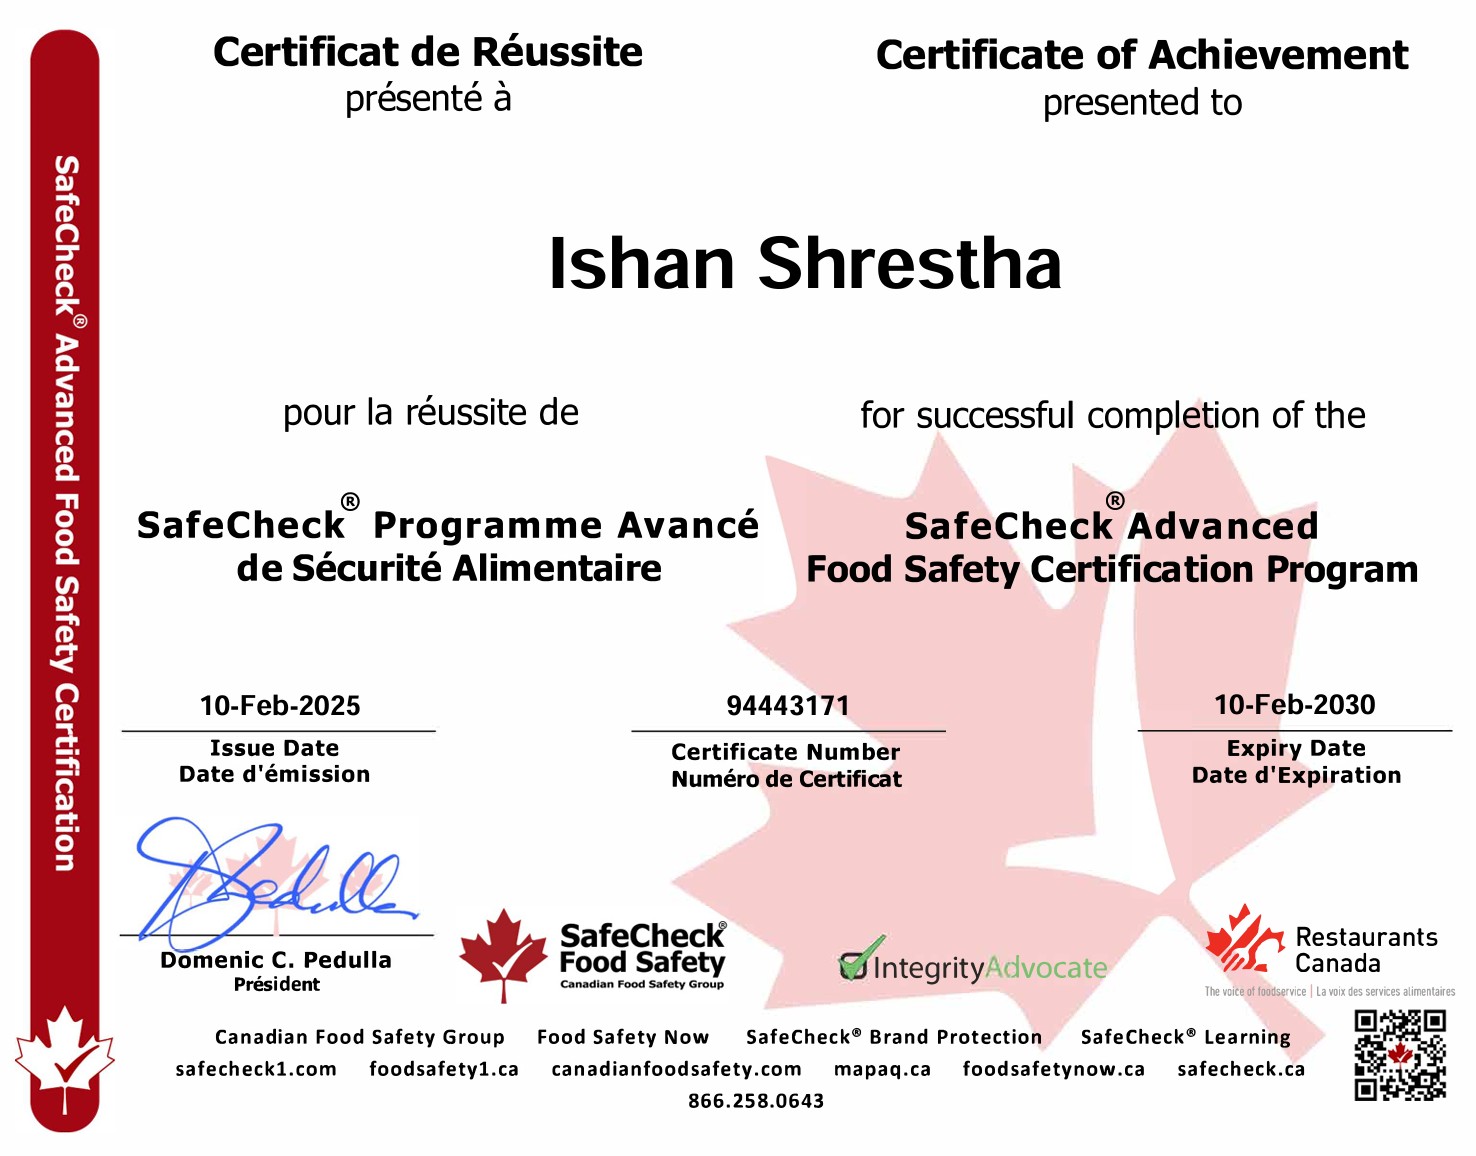 SafeCheck® Advanced Food Safety Certification
Certificat de Réussite
présenté à
Certificate of Achievement
presented to
Ishan Shrestha
pour la réussite de
for successful completion of the
SafeCheck® Programme Avancé
de Sécurité Alimentaire
SafeCheck® Advanced
Food Safety Certification Program
10-Feb-2025
Issue Date
Date d'émission
94443171
Certificate Number
Numéro de Certificat
10-Feb-2030
Expiry Date
Date d'Expiration
Pedulla
Domenic C. Pedulla
Président
SafeCheck®
Food Safety
Canadian Food Safety Group
IntegrityAdvocate
Restaurants
Canada
The voice of foodservice | La voix des services alimentaires
Canadian Food Safety Group Food Safety Now SafeCheck® Brand Protection SafeCheck® Learning
safecheck1.com foodsafety1.ca canadianfoodsafety.com mapaq.ca foodsafetynow.ca safecheck.ca
866.258.0643